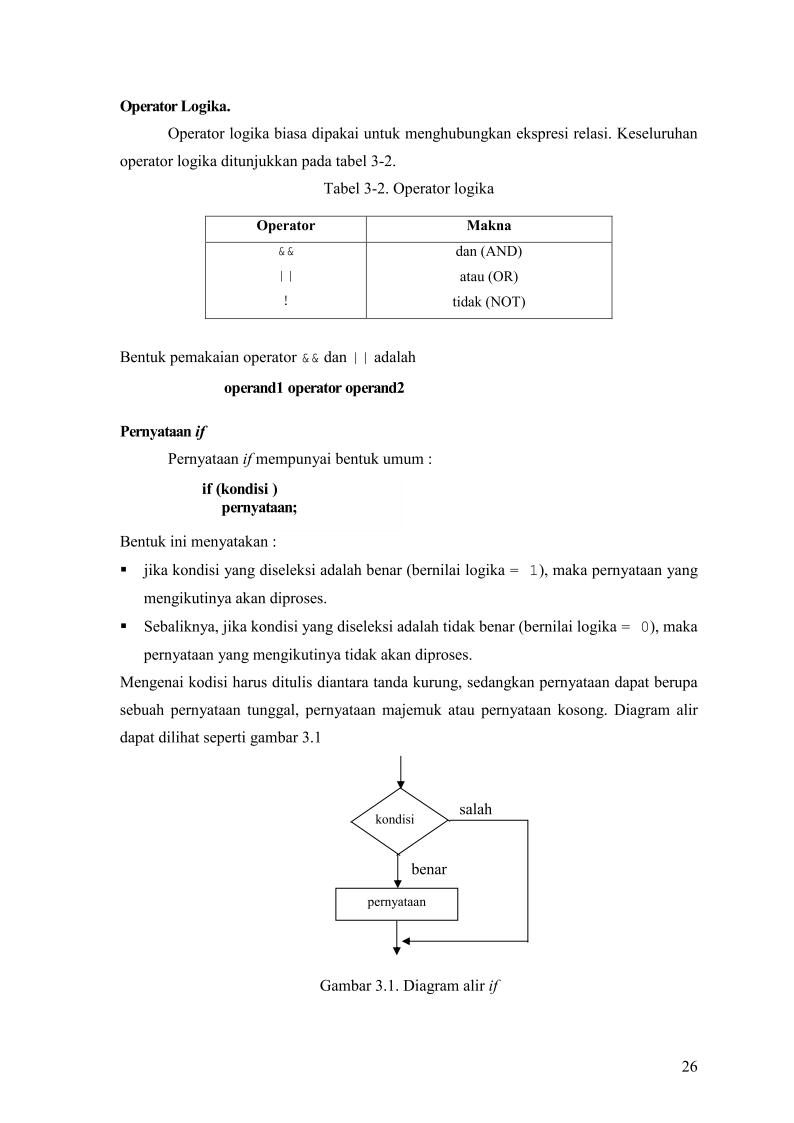 Operator Logika.
Operator logika biasa dipakai untuk menghubungkan ekspresi relasi. Keseluruhan
operator logika ditunjukkan pada tabel 3-2.
Tabel 3-2. Operator logika
Operator Makna
&& dan (AND)
|| atau (OR)
! tidak (NOT)
Bentuk pemakaian operator && dan || adalah
operand1 operator operand2
Pernyataan if
Pernyataan if mempunyai bentuk umum :
if (kondisi )
pernyataan;
Bentuk ini menyatakan :
▪ jika kondisi yang diseleksi adalah benar (bernilai logika = 1), maka pernyataan yang
mengikutinya akan diproses.
▪ Sebaliknya, jika kondisi yang diseleksi adalah tidak benar (bernilai logika = 0), maka
pernyataan yang mengikutinya tidak akan diproses.
Mengenai kodisi harus ditulis diantara tanda kurung, sedangkan pernyataan dapat berupa
sebuah pernyataan tunggal, pernyataan majemuk atau pernyataan kosong. Diagram alir
dapat dilihat seperti gambar 3.1
salah
kondisi
benar
pernyataan
Gambar 3.1. Diagram alir if
26